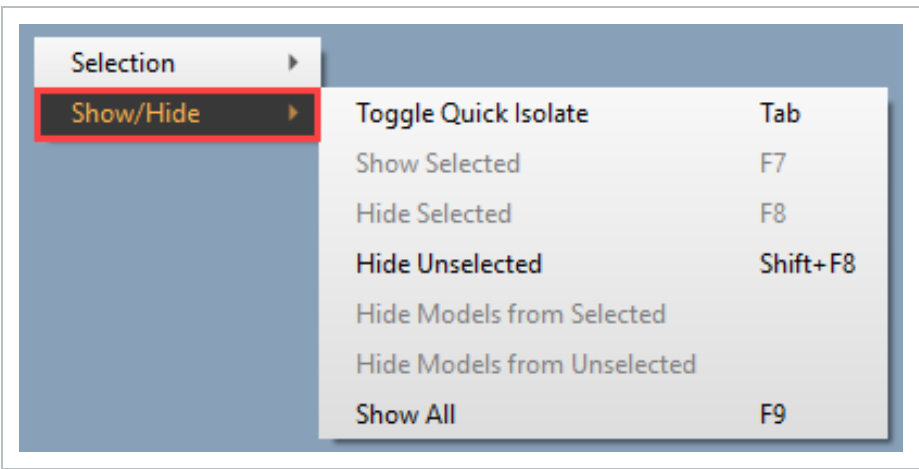 Selection
Show/Hide
Toggle Quick Isolate Tab
Show Selected F7
Hide Selected F8
Hide Unselected Shift+F8
Hide Models from Selected
Hide Models from Unselected
Show All F9